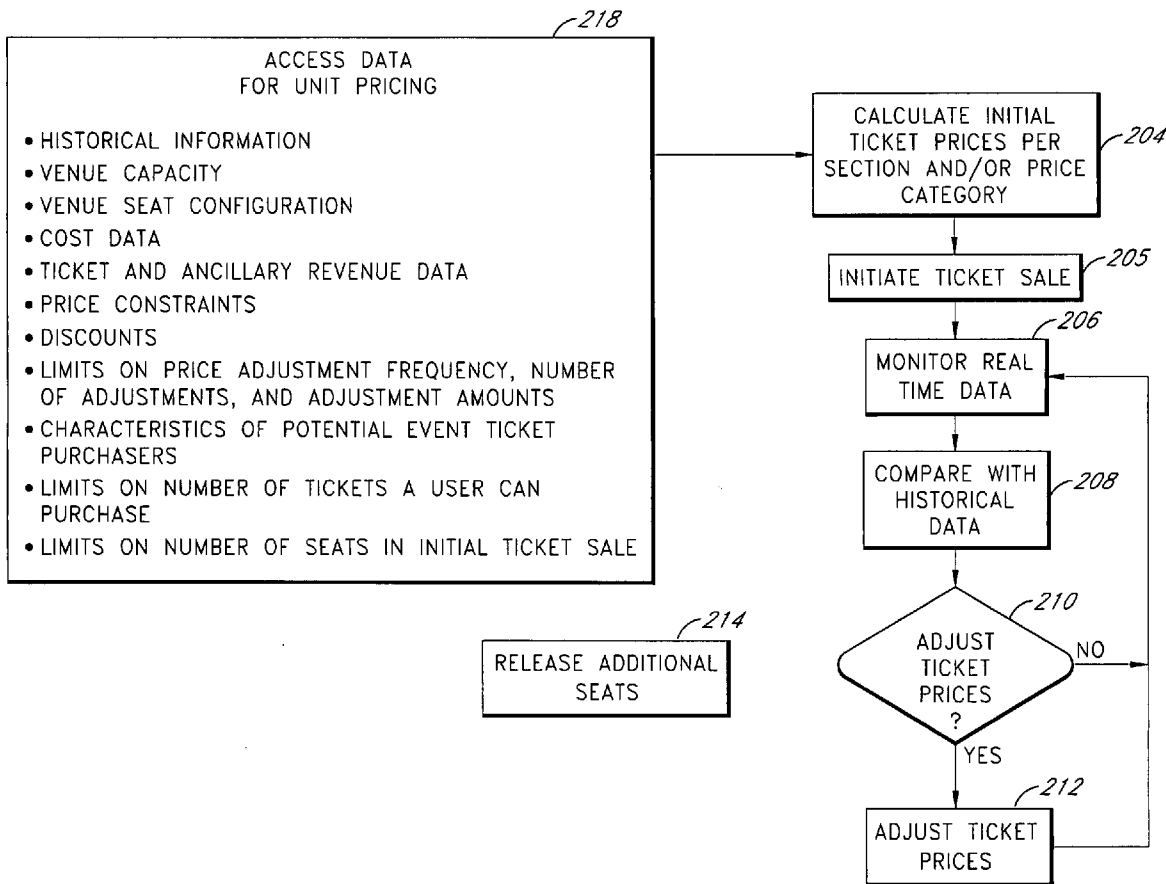 218
ACCESS DATA
FOR UNIT PRICING
• HISTORICAL INFORMATION
• VENUE CAPACITY
• VENUE SEAT CONFIGURATION
• COST DATA
• TICKET AND ANCILLARY REVENUE DATA
• PRICE CONSTRAINTS
• DISCOUNTS
• LIMITS ON PRICE ADJUSTMENT FREQUENCY, NUMBER
OF ADJUSTMENTS, AND ADJUSTMENT AMOUNTS
• CHARACTERISTICS OF POTENTIAL EVENT TICKET
PURCHASERS
• LIMITS ON NUMBER OF TICKETS A USER CAN
PURCHASE
• LIMITS ON NUMBER OF SEATS IN INITIAL TICKET SALE
CALCULATE INITIAL
TICKET PRICES PER
SECTION AND/OR PRICE
CATEGORY
204
INITIATE TICKET SALE
205
206
MONITOR REAL
TIME DATA
COMPARE WITH
HISTORICAL
DATA
208
210
ADJUST
TICKET
PRICES
?
NO
YES
214
RELEASE ADDITIONAL
SEATS
212
ADJUST TICKET
PRICES